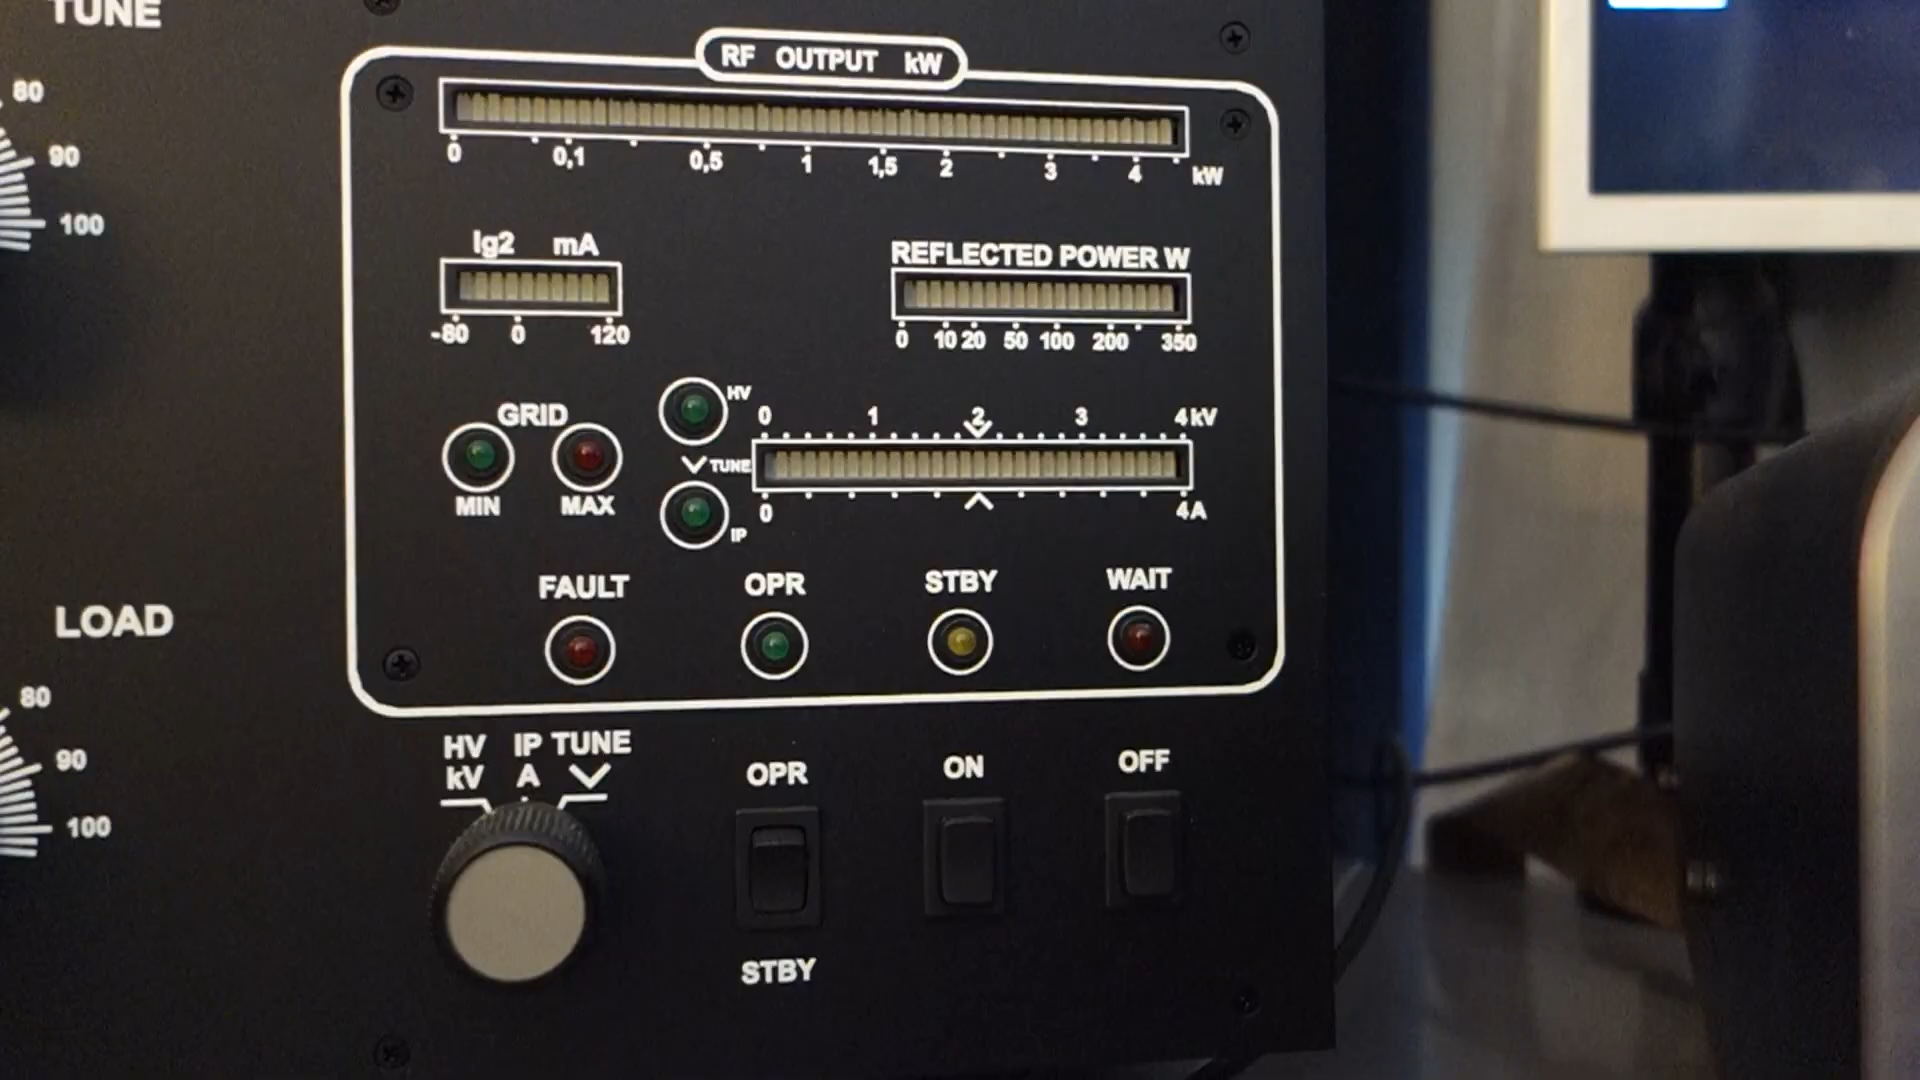 TUNE
80
90
100
RF OUTPUT kW
0 0,1 0,5 1 1,5 2 3 4 kW
Ig2 mA
-80 0 120
REFLECTED POWER W
0 10 20 50 100 200 350
GRID
MIN MAX
HV
TUNE
IP
0 1 2 3 4 kV
0 4 A
FAULT OPR STBY WAIT
LOAD
80
90
100
HV IP TUNE
kV A
OPR ON OFF
STBY